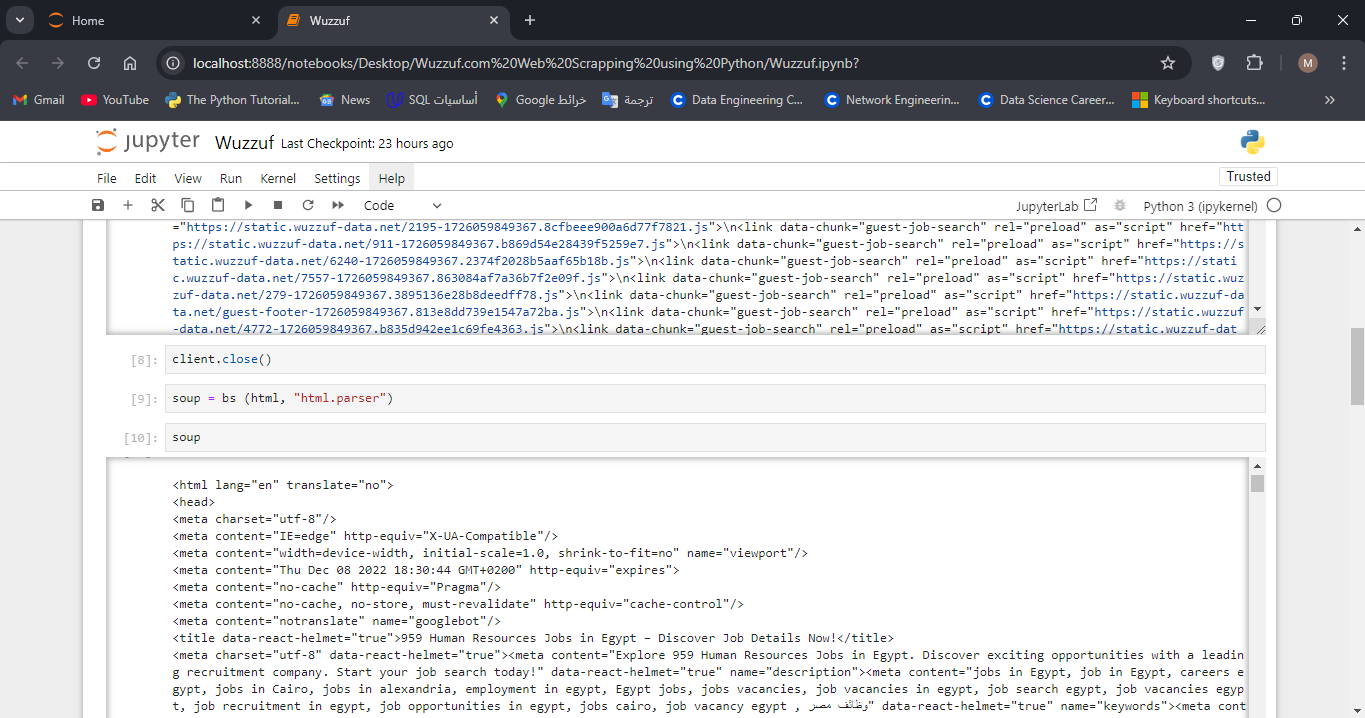 Home
Wuzzuf
localhost:8888/notebooks/Desktop/Wuzzuf.com%20Web%20Scrapping%20using%20Python/Wuzzuf.ipynb?
M
Gmail YouTube The Python Tutorial... News SQL أساسيات Google خرائط ترجمة Data Engineering C... Network Engineerin... Data Science Career... Keyboard shortcuts... »
jupyter Wuzzuf Last Checkpoint: 23 hours ago
File Edit View Run Kernel Settings Help Trusted
Code JupyterLab Python 3 (ipykernel)
="https://static.wuzzuf-data.net/2195-1726059849367.8cfbeee900a6d77f7821.js">\n<link data-chunk="guest-job-search" rel="preload" as="script" href="htt
ps://static.wuzzuf-data.net/911-1726059849367.b869d54e28439f5259e7.js">\n<link data-chunk="guest-job-search" rel="preload" as="script" href="https://s
tatic.wuzzuf-data.net/6240-1726059849367.2374f2028b5aaf65b18b.js">\n<link data-chunk="guest-job-search" rel="preload" as="script" href="https://stati
c.wuzzuf-data.net/7557-1726059849367.863084af7a36b7f2e09f.js">\n<link data-chunk="guest-job-search" rel="preload" as="script" href="https://static.wuz
zuf-data.net/279-1726059849367.3895136e28b8deedff78.js">\n<link data-chunk="guest-job-search" rel="preload" as="script" href="https://static.wuzzuf-da
ta.net/guest-footer-1726059849367.813e8dd739e1547a72ba.js">\n<link data-chunk="guest-job-search" rel="preload" as="script" href="https://static.wuzzuf
-data.net/4772-1726059849367.b835d942ee1c69fe4363.js">\n<link data-chunk="guest-job-search" rel="preload" as="script" href="https://static.wuzzuf-dat
[8]: client.close()
[9]: soup = bs (html, "html.parser")
[10]: soup
<html lang="en" translate="no">
<head>
<meta charset="utf-8"/>
<meta content="IE=edge" http-equiv="X-UA-Compatible"/>
<meta content="width=device-width, initial-scale=1.0, shrink-to-fit=no" name="viewport"/>
<meta content="Thu Dec 08 2022 18:30:44 GMT+0200" http-equiv="expires">
<meta content="no-cache" http-equiv="Pragma"/>
<meta content="no-cache, no-store, must-revalidate" http-equiv="cache-control"/>
<meta content="notranslate" name="googlebot"/>
<title data-react-helmet="true">959 Human Resources Jobs in Egypt – Discover Job Details Now!</title>
<meta charset="utf-8" data-react-helmet="true"><meta content="Explore 959 Human Resources Jobs in Egypt. Discover exciting opportunities with a leadin
g recruitment company. Start your job search today!" data-react-helmet="true" name="description"><meta content="jobs in Egypt, job in Egypt, careers e
gypt, jobs in Cairo, jobs in alexandria, employment in egypt, Egypt jobs, jobs vacancies, job vacancies in egypt, job search egypt, job vacancies egyp
t, job recruitment in egypt, job opportunities in egypt, jobs cairo, job vacancy egypt , وظائف مصر" data-react-helmet="true" name="keywords"><meta cont